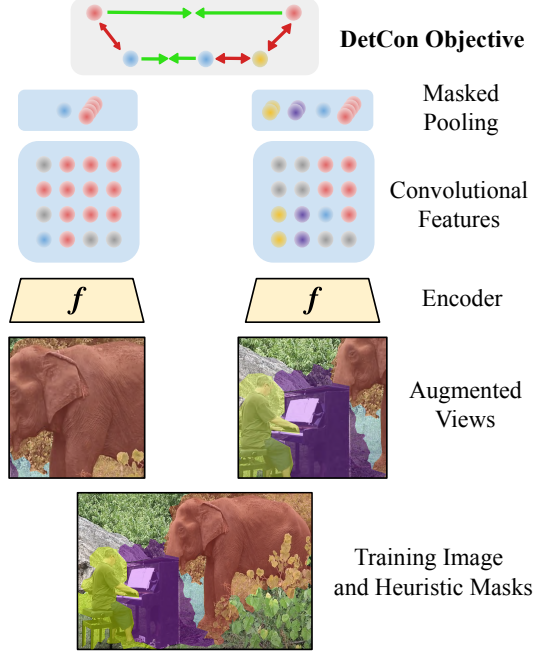 DetCon Objective
Masked
Pooling
Convolutional
Features
f
f
Encoder
Augmented
Views
Training Image
and Heuristic Masks